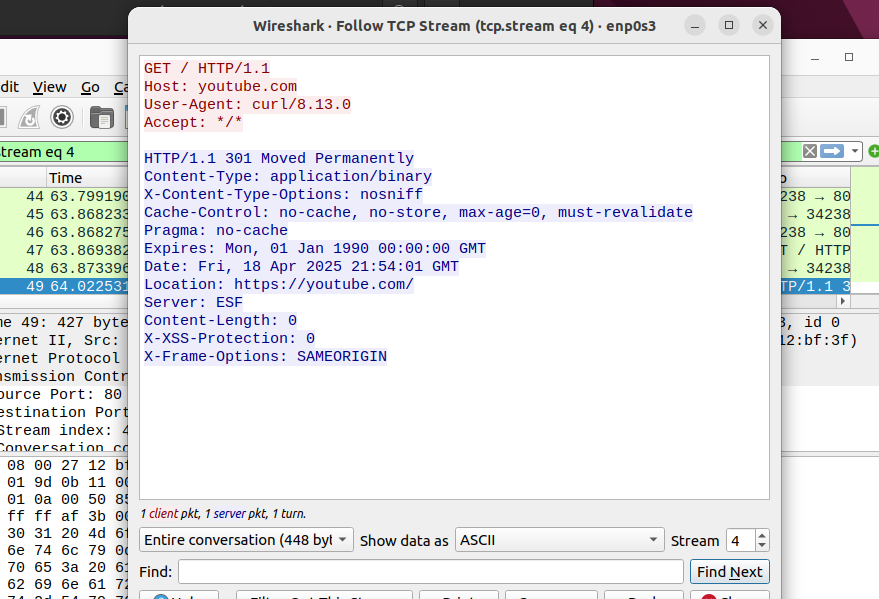 Wireshark · Follow TCP Stream (tcp.stream eq 4) · enp0s3
dit View Go
stream eq 4
Time
44 63.799190
238 → 80
45 63.868233
→ 34238
46 63.868275
238 → 80
47 63.869382
/ HTTP
48 63.873396
→ 34238
49 64.022531
TP/1.1 3
GET / HTTP/1.1
Host: youtube.com
User-Agent: curl/8.13.0
Accept: */*
HTTP/1.1 301 Moved Permanently
Content-Type: application/binary
X-Content-Type-Options: nosniff
Cache-Control: no-cache, no-store, max-age=0, must-revalidate
Pragma: no-cache
Expires: Mon, 01 Jan 1990 00:00:00 GMT
Date: Fri, 18 Apr 2025 21:54:01 GMT
Location: https://youtube.com/
Server: ESF
Content-Length: 0
X-XSS-Protection: 0
X-Frame-Options: SAMEORIGIN
me 49: 427 byte
3, id 0
ernet II, Src:
12:bf:3f)
ernet Protocol
nsmission Contr
ource Port: 80
estination Port
Stream index: 4
Conversation co
08 00 27 12 bf
01 9d 0b 11 00
01 0a 00 50 85
ff ff af 3b 00
30 31 20 4d 6f
6e 74 6c 79 0d
70 65 3a 20 61
62 69 6e 61 72
1 client pkt, 1 server pkt, 1 turn.
Entire conversation (448 byt
Show data as ASCII
Stream 4
Find:
Find Next